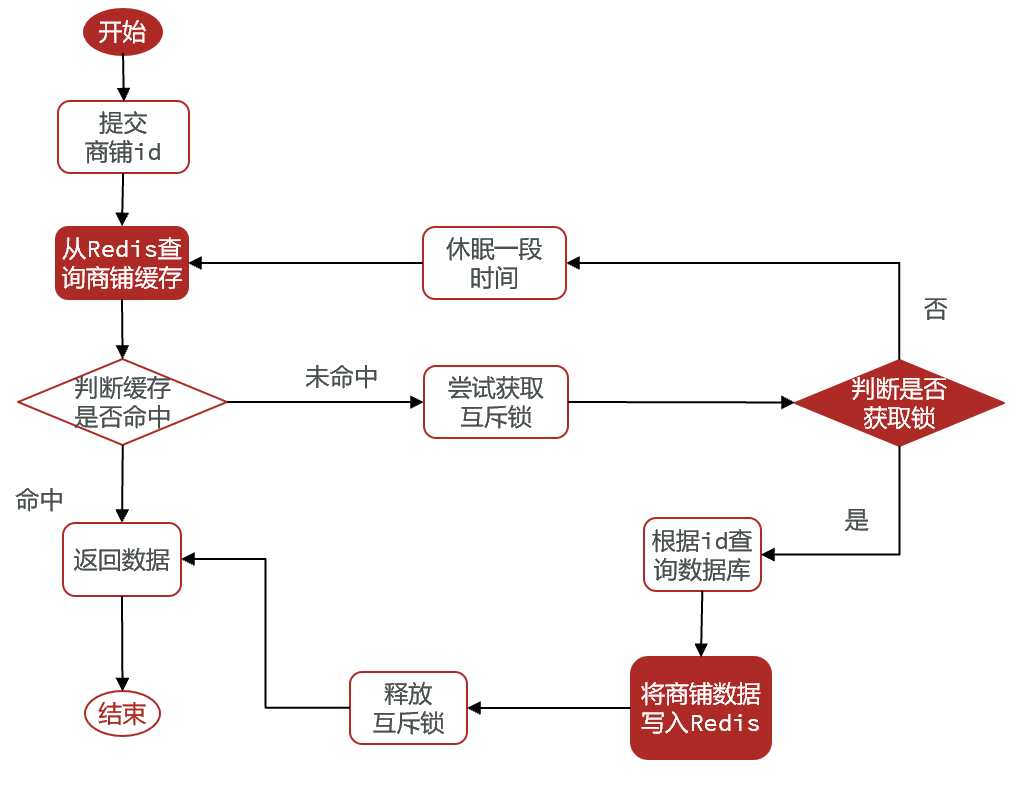 开始
提交
商铺id
从Redis查
询商铺缓存
休眠一段
时间
否
判断缓存
是否命中
未命中
尝试获取
互斥锁
判断是否
获取锁
命中
是
返回数据
根据id查
询数据库
结束
释放
互斥锁
将商铺数据
写入Redis